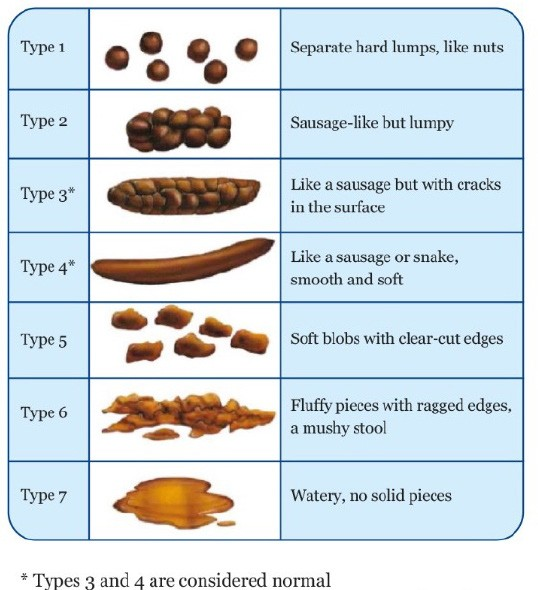 Type 1
Separate hard lumps, like nuts
Type 2
Sausage-like but lumpy
Type 3*
Like a sausage but with cracks
in the surface
Type 4*
Like a sausage or snake,
smooth and soft
Type 5
Soft blobs with clear-cut edges
Type 6
Fluffy pieces with ragged edges,
a mushy stool
Type 7
Watery, no solid pieces
* Types 3 and 4 are considered normal